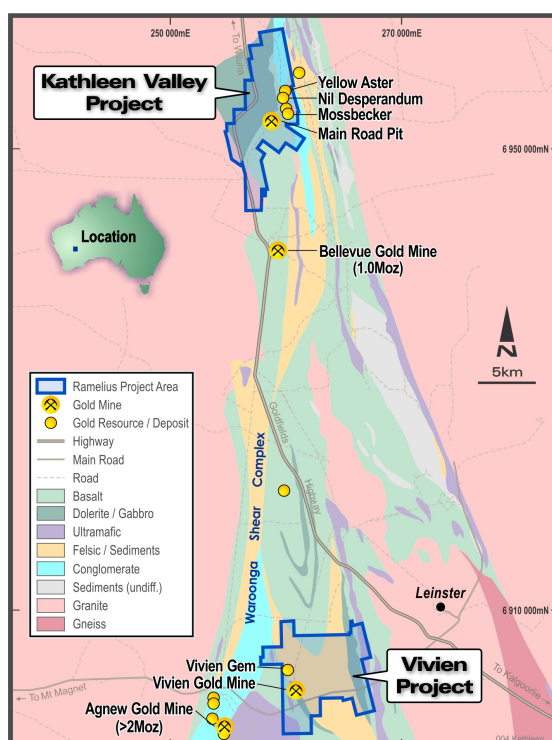 250 000mE
270 000mE
To Wiluna
Kathleen Valley
Project
Yellow Aster
Nil Desperandum
Mossbecker
Main Road Pit
6 950 000mN
Location
Bellevue Gold Mine
(1.0Moz)
N
5km
Ramelius Project Area
Gold Mine
Gold Resource / Deposit
Highway
Main Road
Road
Basalt
Dolerite / Gabbro
Ultramafic
Felsic / Sediments
Conglomerate
Sediments (undiff.)
Granite
Gneiss
Goldfields
Highway
Waroonga Shear Complex
Leinster
6 910 000mN
Vivien Gem
Vivien Gold Mine
Vivien
Project
To Mt Magnet
To Kalgoorlie
Agnew Gold Mine
(>2Moz)
004 Kathleen